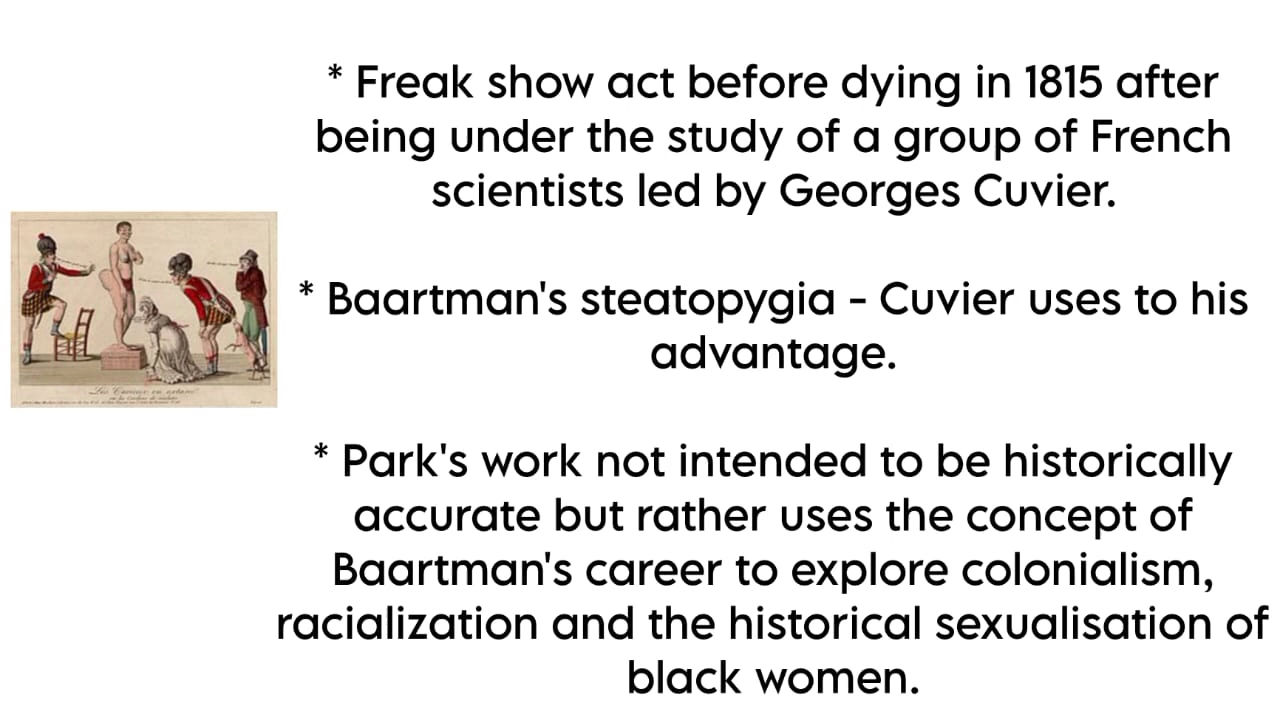 * Freak show act before dying in 1815 after
being under the study of a group of French
scientists led by Georges Cuvier.
* Baartman's steatopygia - Cuvier uses to his
advantage.
* Park's work not intended to be historically
accurate but rather uses the concept of
Baartman's career to explore colonialism,
racialization and the historical sexualisation of
black women.